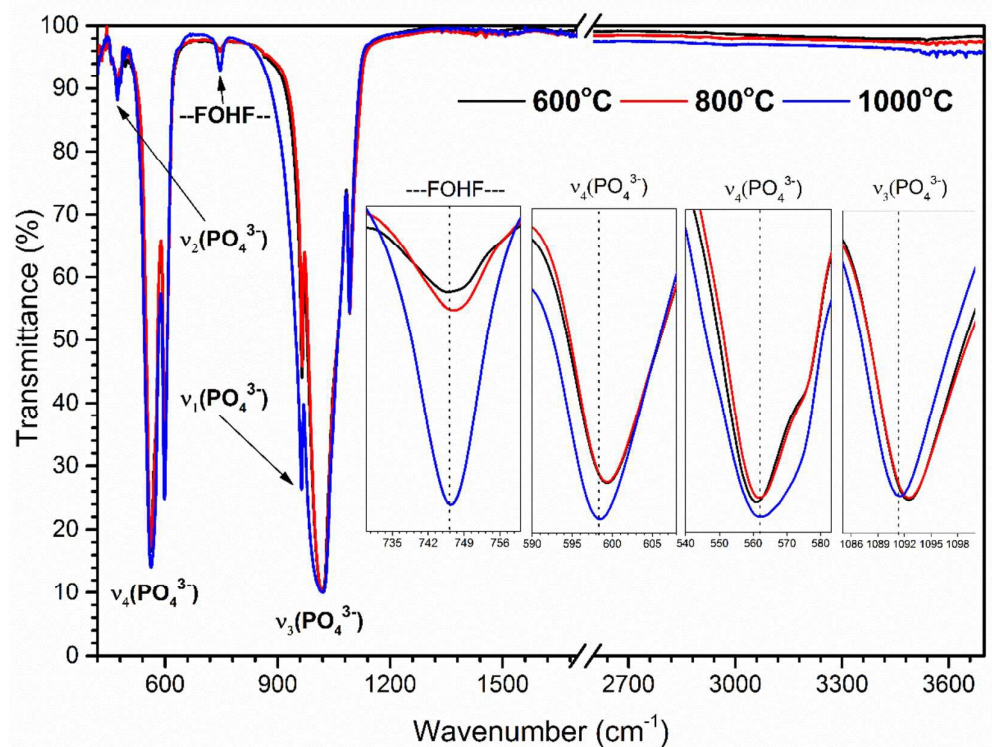 100
90
80
70
60
50
40
30
20
10
0
Transmittance (%)
--FOHF--
600°C 800°C 1000°C
ν2(PO4³⁻)
ν1(PO4³⁻)
ν4(PO4³⁻)
ν3(PO4³⁻)
---FOHF---
735 742 749 756
ν4(PO4³⁻)
590 595 600 605
ν4(PO4³⁻)
540 550 560 570 580
ν3(PO4³⁻)
1086 1089 1092 1095 1098
600 900 1200 1500 2700 3000 3300 3600
Wavenumber (cm⁻¹)